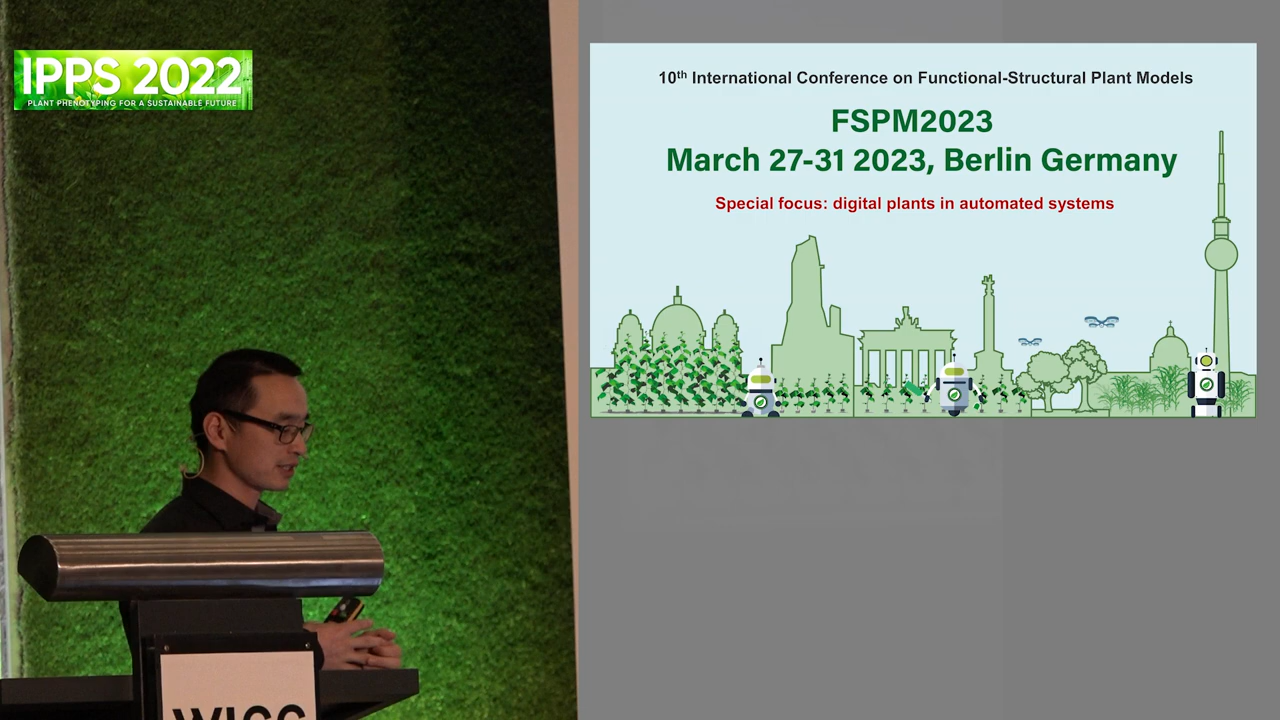 IPPS 2022
PLANT PHENOTYPING FOR A SUSTAINABLE FUTURE
10th International Conference on Functional-Structural Plant Models
FSPM2023
March 27-31 2023, Berlin Germany
Special focus: digital plants in automated systems